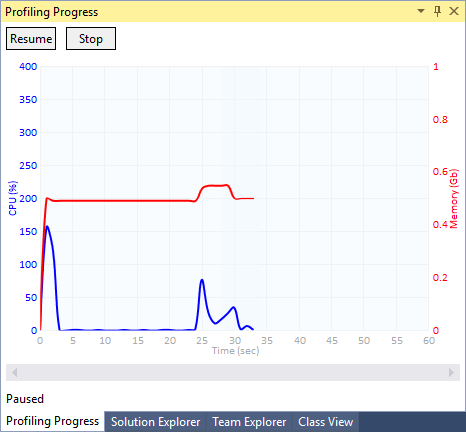 Profiling Progress
Resume Stop
400 1
350
0.8
300
250
0.6
200
0.4
150
100
0.2
50
0 0
CPU (%)
Memory (Gb)
0 5 10 15 20 25 30 35 40 45 50 55 60
Time (sec)
Paused
Profiling Progress Solution Explorer Team Explorer Class View